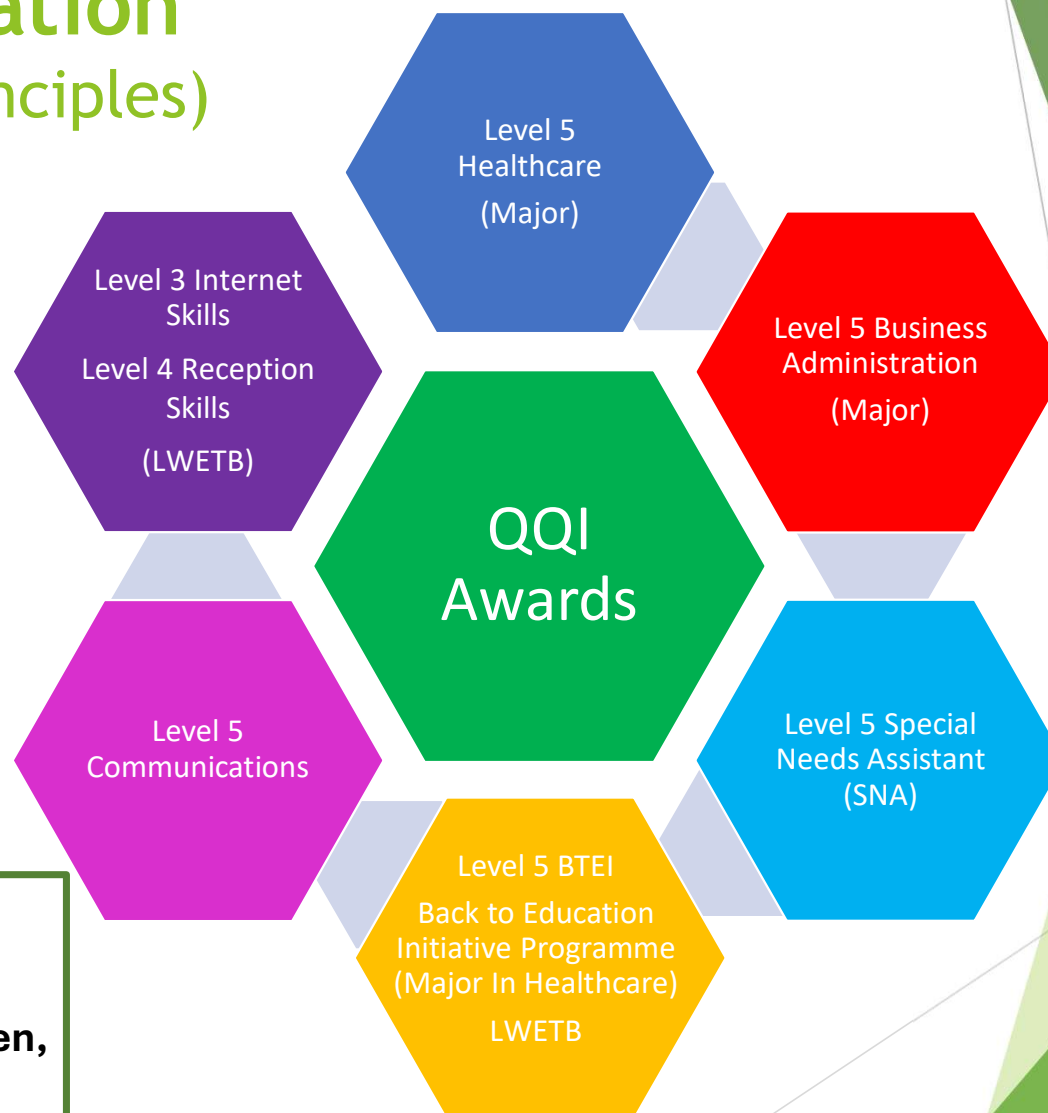 ation
nciples)
Level 5
Healthcare
(Major)
Level 5 Business
Administration
(Major)
Level 5 Special
Needs Assistant
(SNA)
Level 5 BTEI
Back to Education
Initiative Programme
(Major In Healthcare)
LWETB
Level 5
Communications
Level 3 Internet
Skills
Level 4 Reception
Skills
(LWETB)
QQI
Awards
en,